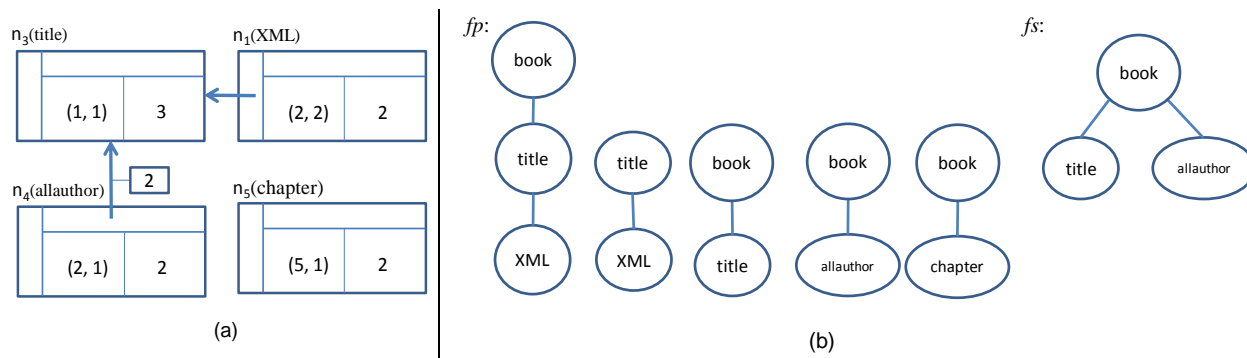 n3(title)
n1(XML)
(1, 1) 3
(2, 2) 2
2
n4(allauthor)
n5(chapter)
(2, 1) 2
(5, 1) 2
(a)
fp:
book
title
XML
title
XML
book
title
book
allauthor
book
chapter
fs:
book
title
allauthor
(b)